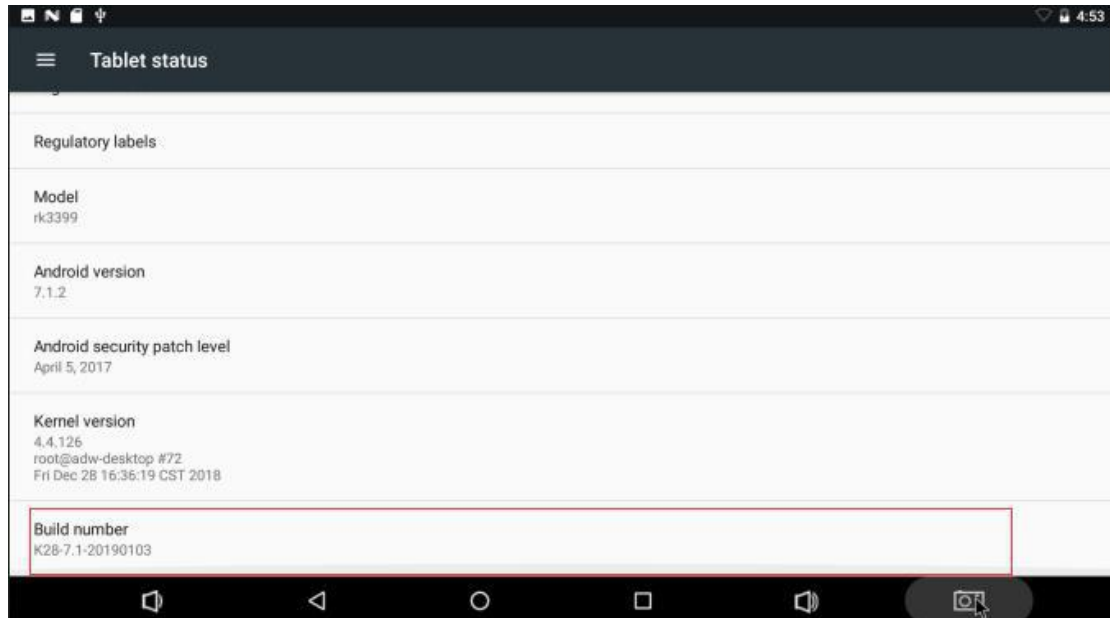 4:53
Tablet status
Regulatory labels
Model
rk3399
Android version
7.1.2
Android security patch level
April 5, 2017
Kernel version
4.4.126
root@adw-desktop #72
Fri Dec 28 16:36:19 CST 2018
Build number
K28-7.1-20190103